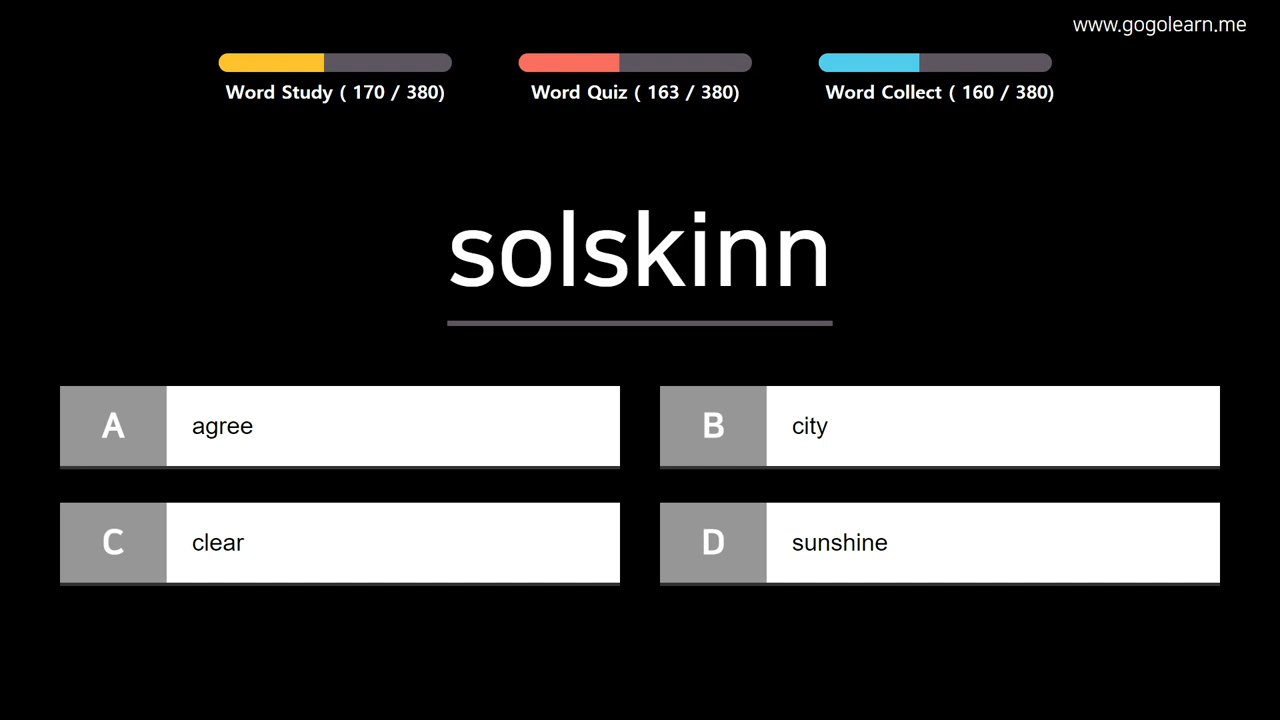 www.gogolearn.me
Word Study ( 170 / 380)
Word Quiz ( 163 / 380)
Word Collect ( 160 / 380)
solskinn
A agree
B city
C clear
D sunshine